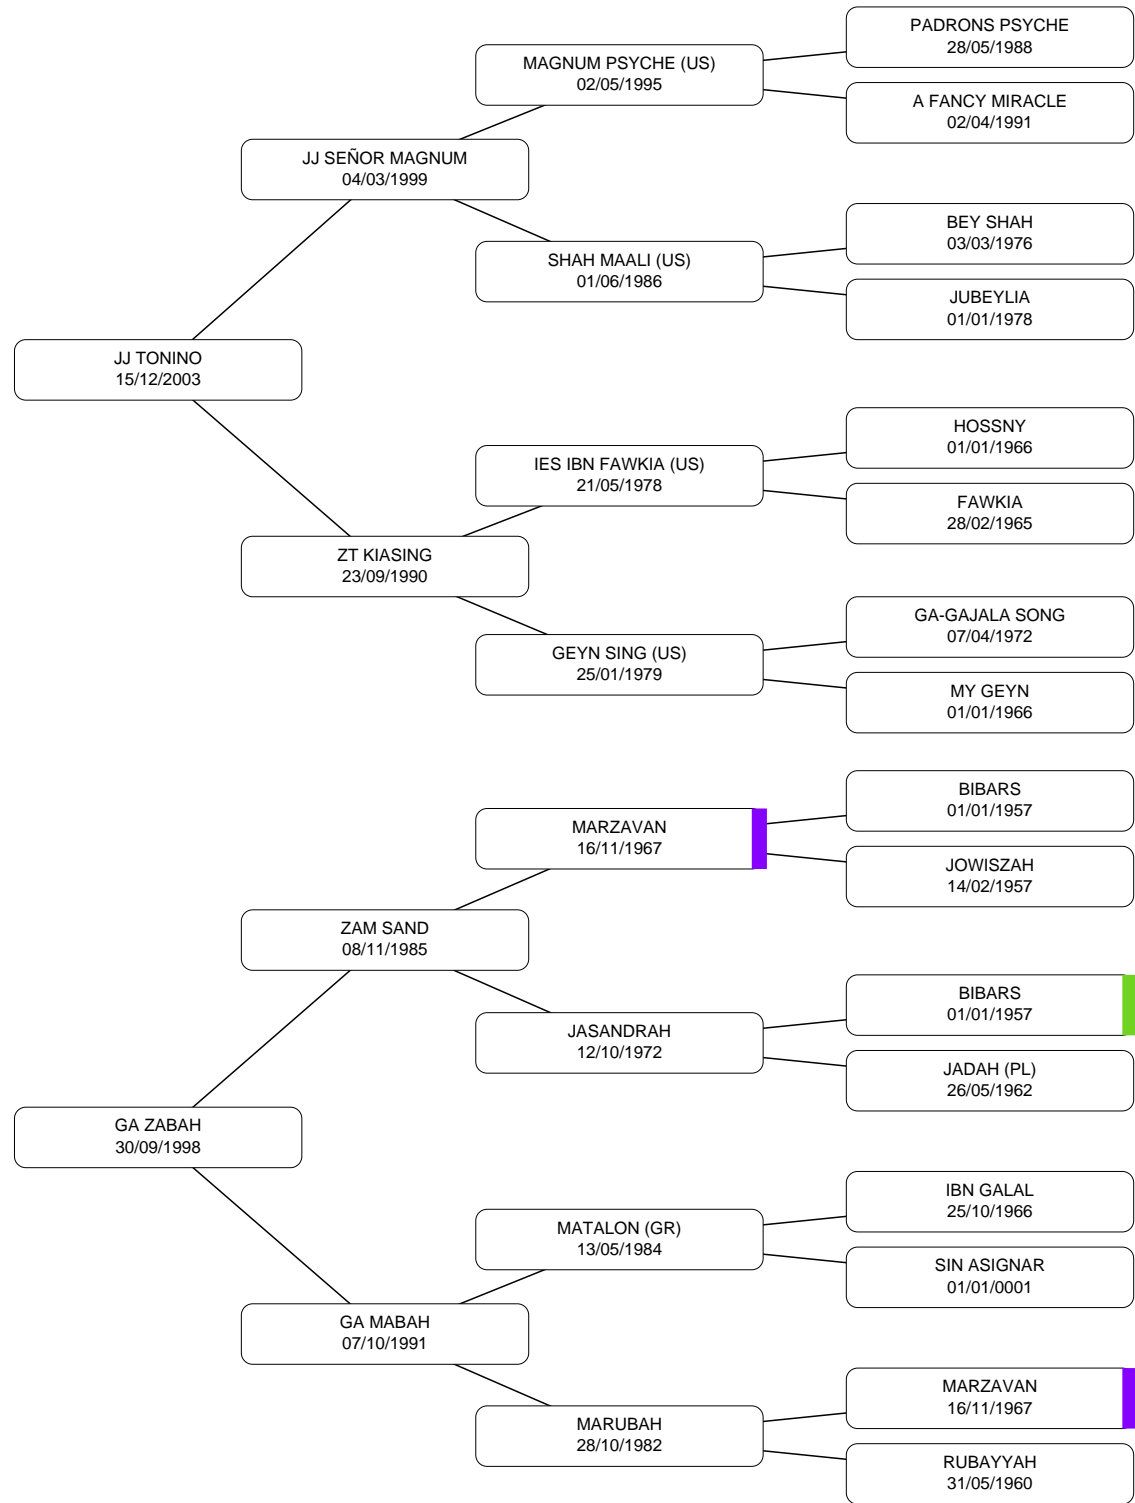 PADRONS PSYCHE
28/05/1988
MAGNUM PSYCHE (US)
02/05/1995
A FANCY MIRACLE
02/04/1991
JJ SEÑOR MAGNUM
04/03/1999
BEY SHAH
03/03/1976
SHAH MAALI (US)
01/06/1986
JUBEYLIA
01/01/1978
JJ TONINO
15/12/2003
HOSSNY
01/01/1966
IES IBN FAWKIA (US)
21/05/1978
FAWKIA
28/02/1965
ZT KIASING
23/09/1990
GA-GAJALA SONG
07/04/1972
GEYN SING (US)
25/01/1979
MY GEYN
01/01/1966
BIBARS
01/01/1957
MARZAVAN
16/11/1967
JOWISZAH
14/02/1957
ZAM SAND
08/11/1985
BIBARS
01/01/1957
JASANDRAH
12/10/1972
JADAH (PL)
26/05/1962
GA ZABAH
30/09/1998
IBN GALAL
25/10/1966
MATALON (GR)
13/05/1984
SIN ASIGNAR
01/01/0001
GA MABAH
07/10/1991
MARZAVAN
16/11/1967
MARUBAH
28/10/1982
RUBAYYAH
31/05/1960